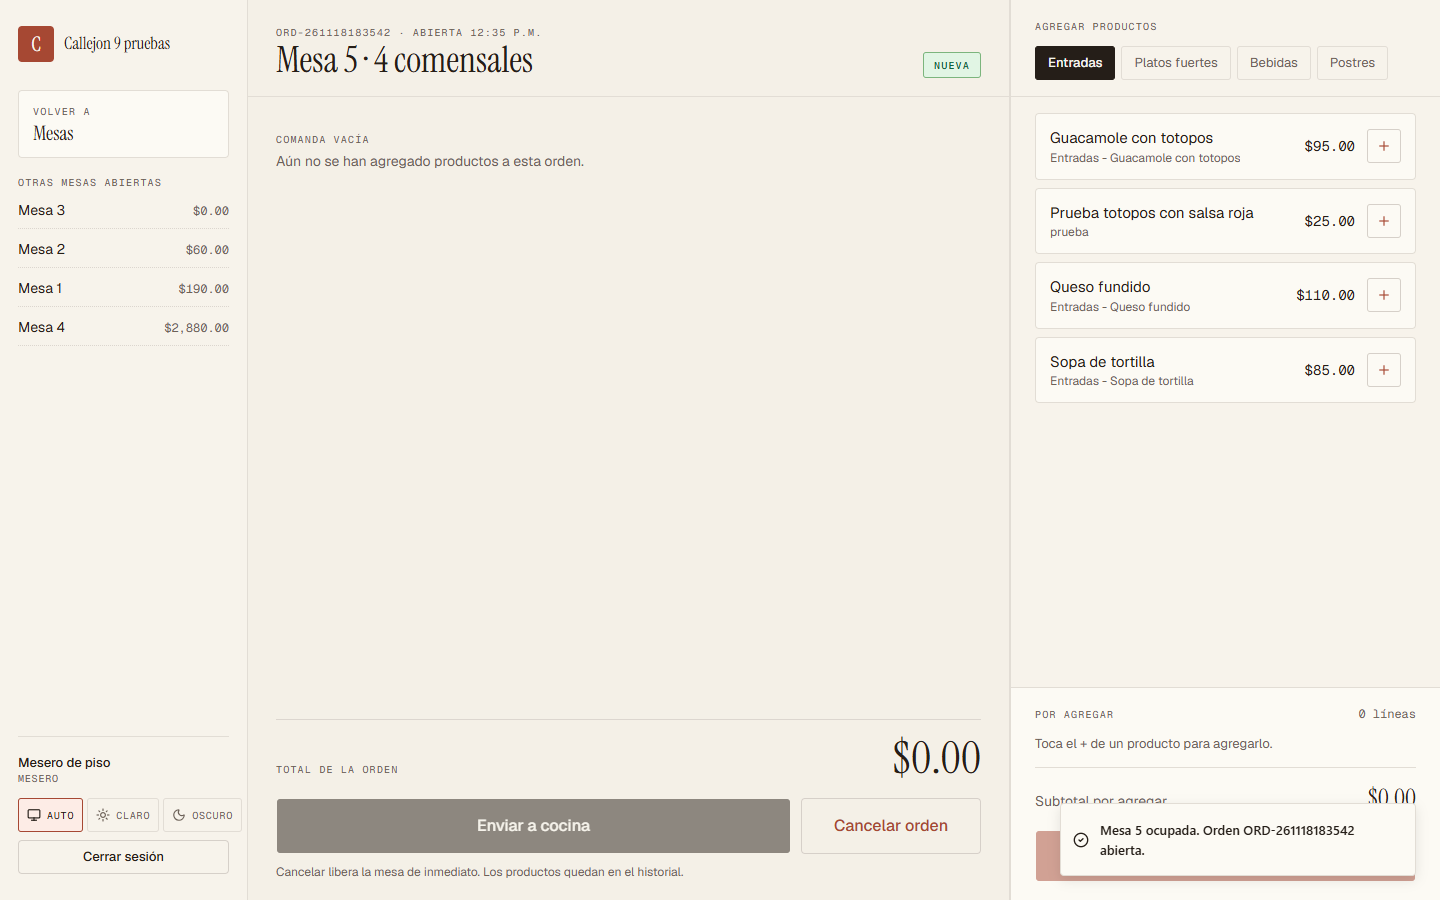 C
Callejon 9 pruebas
VOLVER A
Mesas
OTRAS MESAS ABIERTAS
Mesa 3 $0.00
Mesa 2 $60.00
Mesa 1 $190.00
Mesa 4 $2,880.00
Mesero de piso
MESERO
AUTO CLARO OSCURO
Cerrar sesión
ORD-261118183542 · ABIERTA 12:35 P.M.
Mesa 5 · 4 comensales
NUEVA
COMANDA VACÍA
Aún no se han agregado productos a esta orden.
TOTAL DE LA ORDEN $0.00
Enviar a cocina Cancelar orden
Cancelar libera la mesa de inmediato. Los productos quedan en el historial.
AGREGAR PRODUCTOS
Entradas Platos fuertes Bebidas Postres
Guacamole con totopos
Entradas - Guacamole con totopos
$95.00 +
Prueba totopos con salsa roja
prueba
$25.00 +
Queso fundido
Entradas - Queso fundido
$110.00 +
Sopa de tortilla
Entradas - Sopa de tortilla
$85.00 +
POR AGREGAR 0 líneas
Toca el + de un producto para agregarlo.
Subtotal por agregar $0.00
Mesa 5 ocupada. Orden ORD-261118183542
abierta.